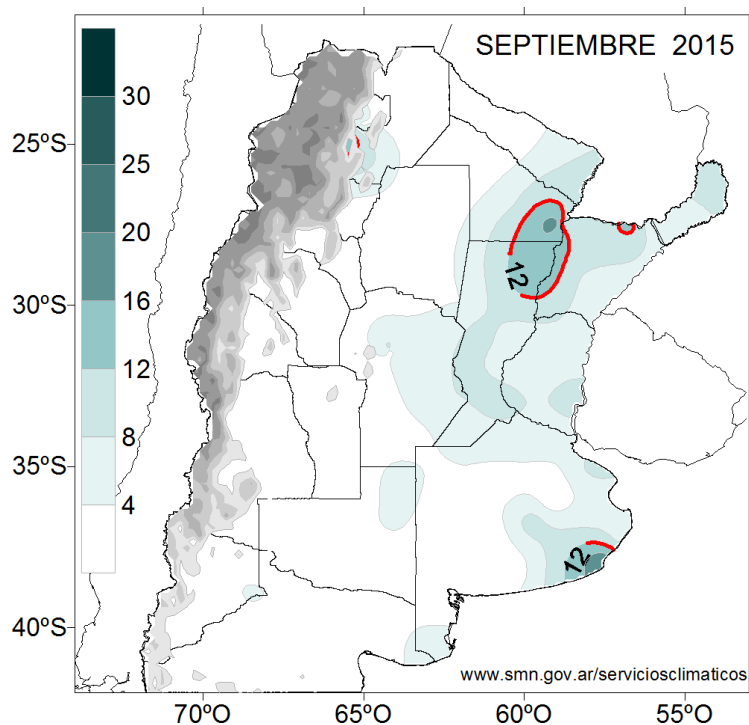 SEPTIEMBRE 2015
30
25
20
16
12
8
4
25ºS
30ºS
35ºS
40ºS
12
12
www.smn.gov.ar/serviciosclimaticos
70ºO
65ºO
60ºO
55ºO